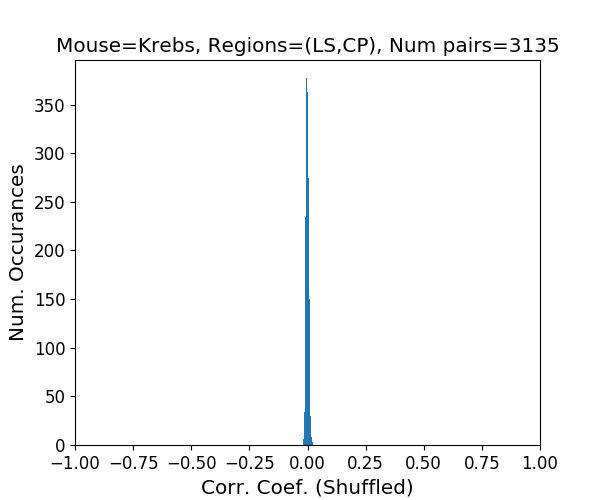 Mouse=Krebs, Regions=(LS,CP), Num pairs=3135
350
300
250
200
150
100
50
0
Num. Occurances
−1.00 −0.75 −0.50 −0.25 0.00 0.25 0.50 0.75 1.00
Corr. Coef. (Shuffled)